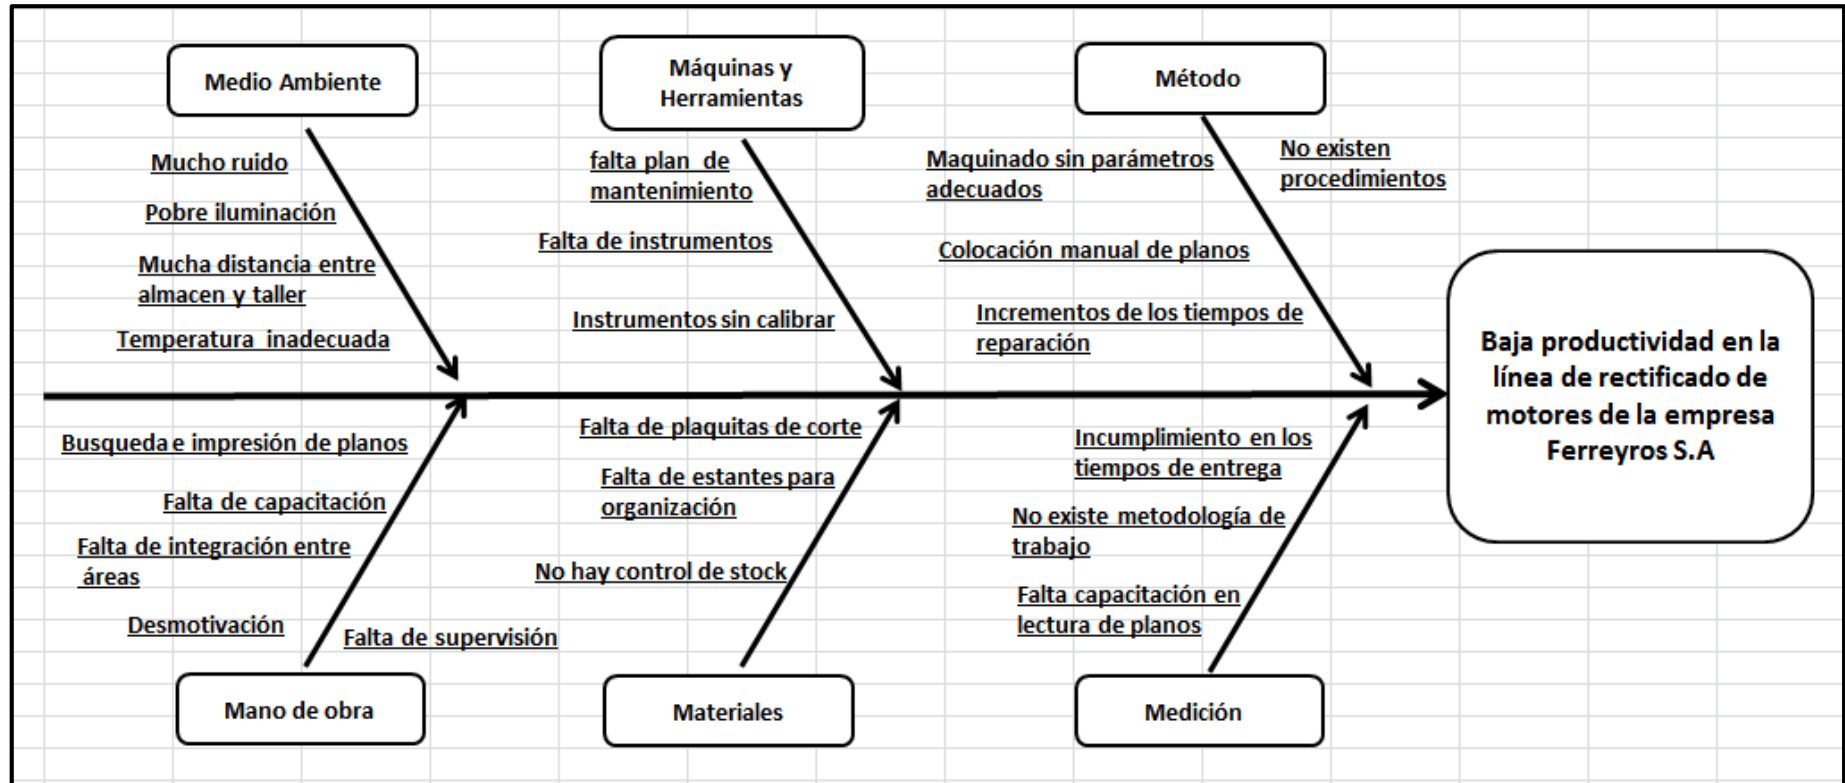 Medio Ambiente
Mucho ruido
Pobre iluminación
Mucha distancia entre
almacen y taller
Temperatura inadecuada
Máquinas y
Herramientas
falta plan de
mantenimiento
Falta de instrumentos
Instrumentos sin calibrar
Método
Maquinado sin parámetros
adecuados
No existen
procedimientos
Colocación manual de planos
Incrementos de los tiempos de
reparación
Baja productividad en la
línea de rectificado de
motores de la empresa
Ferreyros S.A
Busqueda e impresión de planos
Falta de capacitación
Falta de integración entre
áreas
Desmotivación
Falta de supervisión
Mano de obra
Falta de plaquitas de corte
Falta de estantes para
organización
No hay control de stock
Materiales
Incumplimiento en los
tiempos de entrega
No existe metodología de
trabajo
Falta capacitación en
lectura de planos
Medición